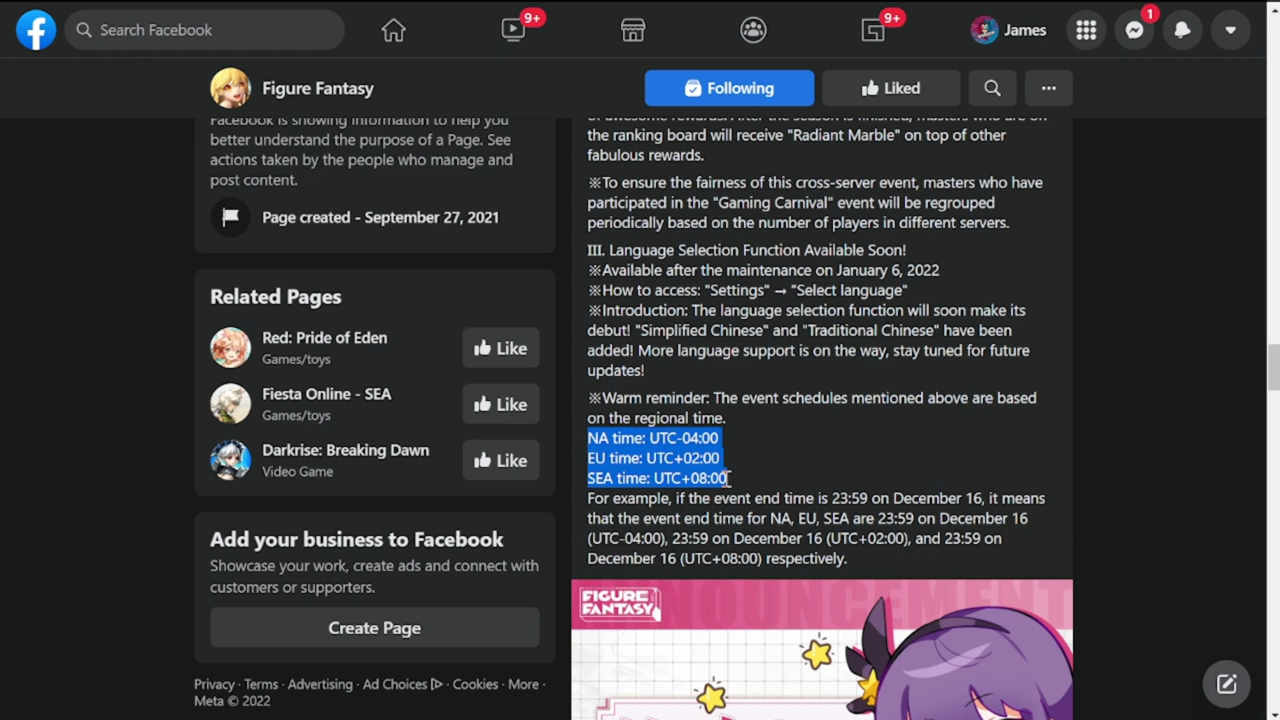 Search Facebook
9+
9+
James
1
Figure Fantasy
Following
Liked
Facebook is showing information to help you
better understand the purpose of a Page. See
actions taken by the people who manage and
post content.
Page created - September 27, 2021
Related Pages
Red: Pride of Eden
Games/toys
Like
Fiesta Online - SEA
Games/toys
Like
Darkrise: Breaking Dawn
Video Game
Like
Add your business to Facebook
Showcase your work, create ads and connect with
customers or supporters.
Create Page
Privacy · Terms · Advertising · Ad Choices · Cookies · More ·
Meta © 2022
of awesome rewards. After the season is finished, masters who are on
the ranking board will receive "Radiant Marble" on top of other
fabulous rewards.
※To ensure the fairness of this cross-server event, masters who have
participated in the "Gaming Carnival" event will be regrouped
periodically based on the number of players in different servers.
III. Language Selection Function Available Soon!
※Available after the maintenance on January 6, 2022
※How to access: "Settings" → "Select language"
※Introduction: The language selection function will soon make its
debut! "Simplified Chinese" and "Traditional Chinese" have been
added! More language support is on the way, stay tuned for future
updates!
※Warm reminder: The event schedules mentioned above are based
on the regional time.
NA time: UTC-04:00
EU time: UTC+02:00
SEA time: UTC+08:00
For example, if the event end time is 23:59 on December 16, it means
that the event end time for NA, EU, SEA are 23:59 on December 16
(UTC-04:00), 23:59 on December 16 (UTC+02:00), and 23:59 on
December 16 (UTC+08:00) respectively.
FIGURE
FANTASY
ANNOUNCEMENT